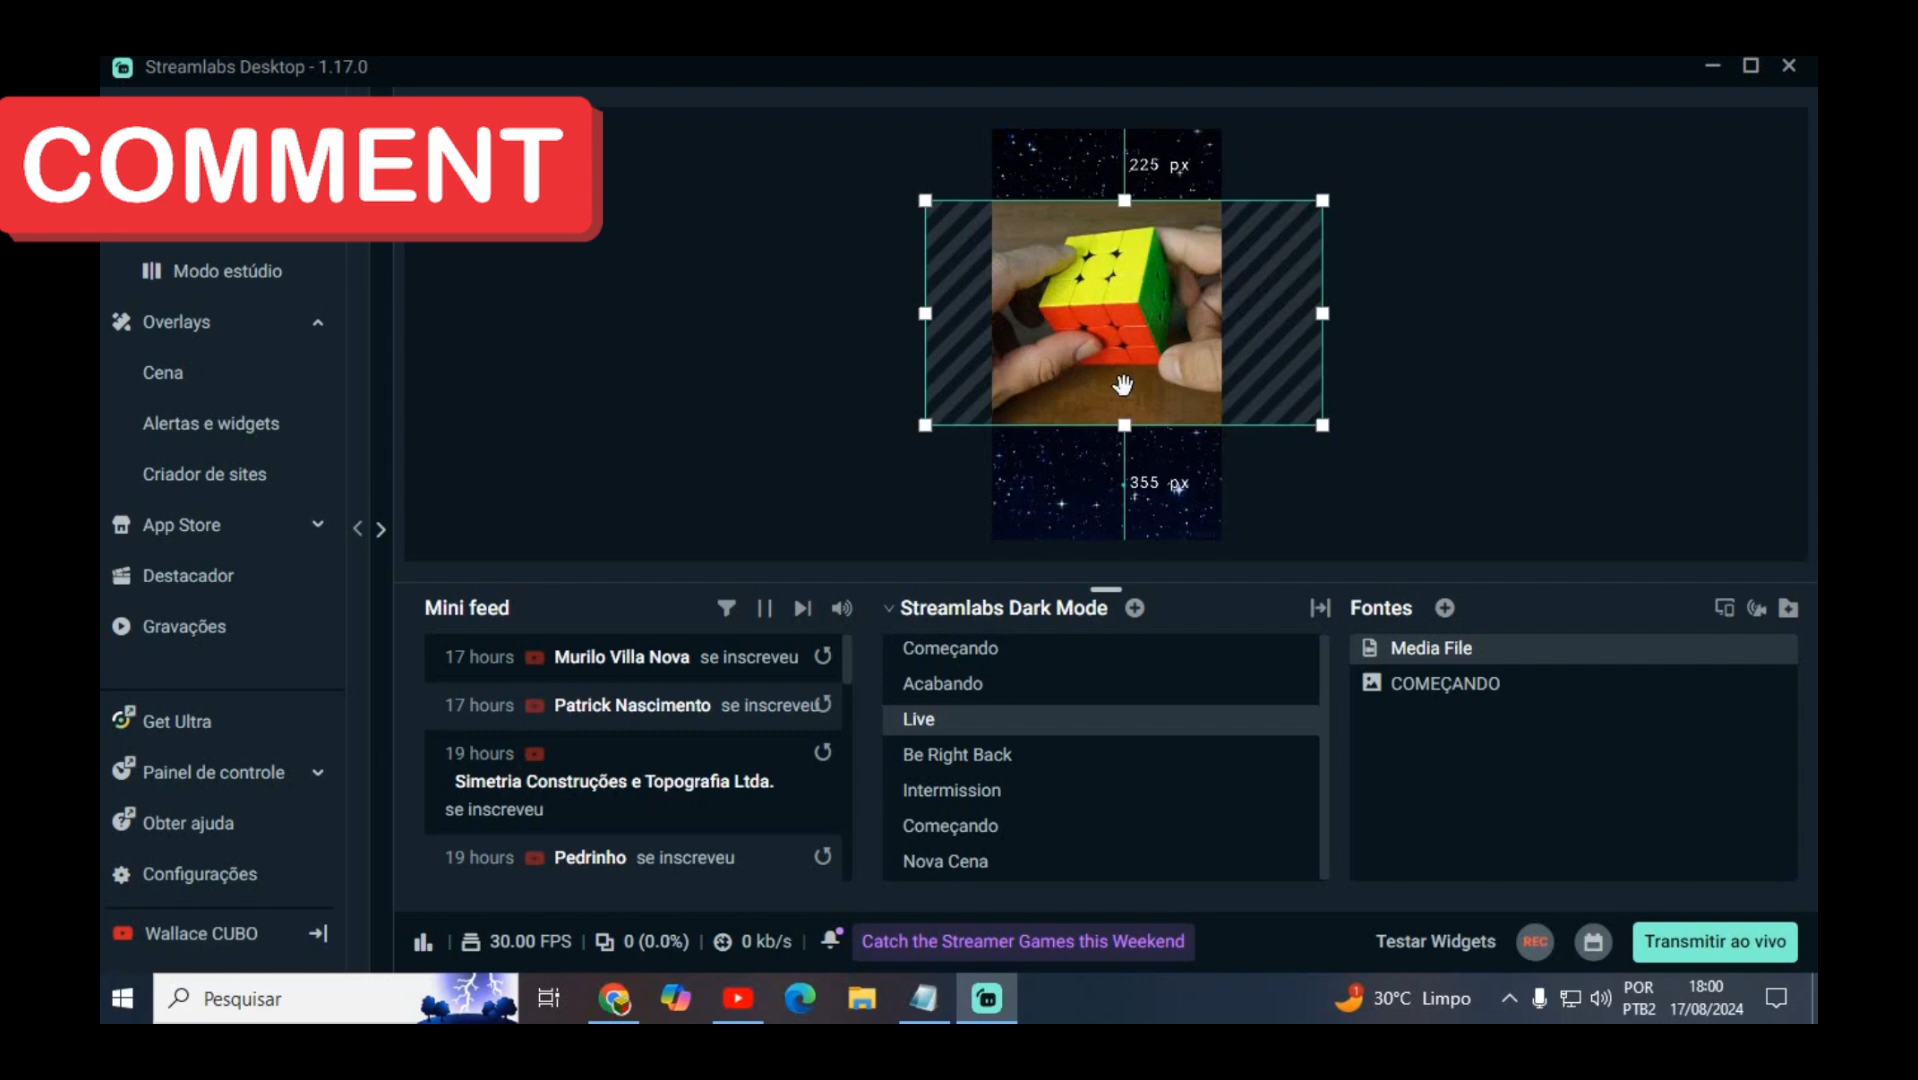 Streamlabs Desktop - 1.17.0
COMMENT
Modo estúdio
Overlays
Cena
Alertas e widgets
Criador de sites
App Store
Destacador
Gravações
Get Ultra
Painel de controle
Obter ajuda
Configurações
Wallace CUBO
225 px
355 px
Mini feed
17 hours Murilo Villa Nova se inscreveu
17 hours Patrick Nascimento se inscreveu
19 hours
Simetria Construções e Topografia Ltda.
se inscreveu
19 hours Pedrinho se inscreveu
Streamlabs Dark Mode
Começando
Acabando
Live
Be Right Back
Intermission
Começando
Nova Cena
Fontes
Media File
COMEÇANDO
30.00 FPS
0 (0.0%)
0 kb/s
Catch the Streamer Games this Weekend
Testar Widgets
REC
Transmitir ao vivo
Pesquisar
1
30°C Limpo
POR
PTB2
18:00
17/08/2024